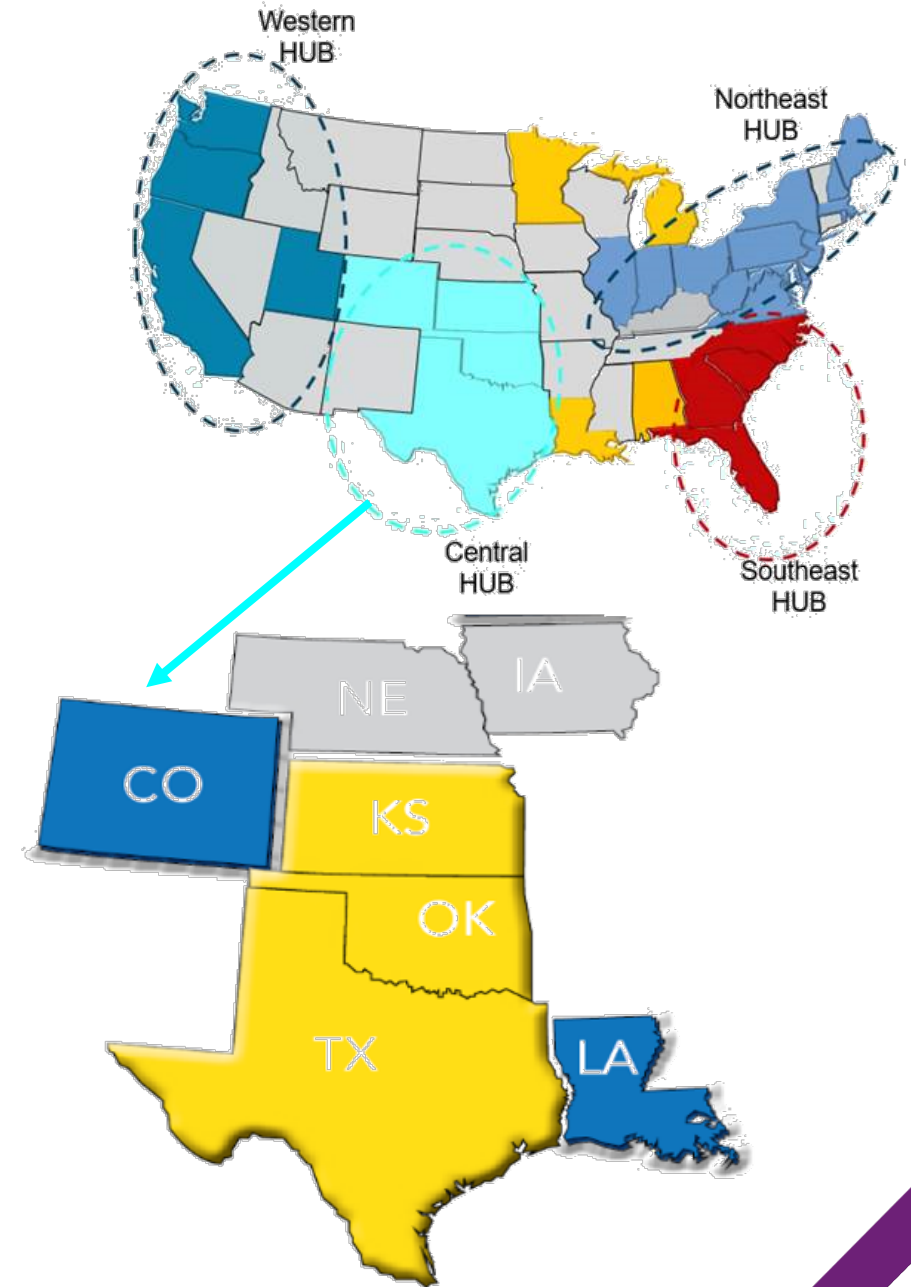 Western
HUB
Northeast
HUB
Central
HUB
Southeast
HUB
NE
IA
CO
KS
OK
TX
LA